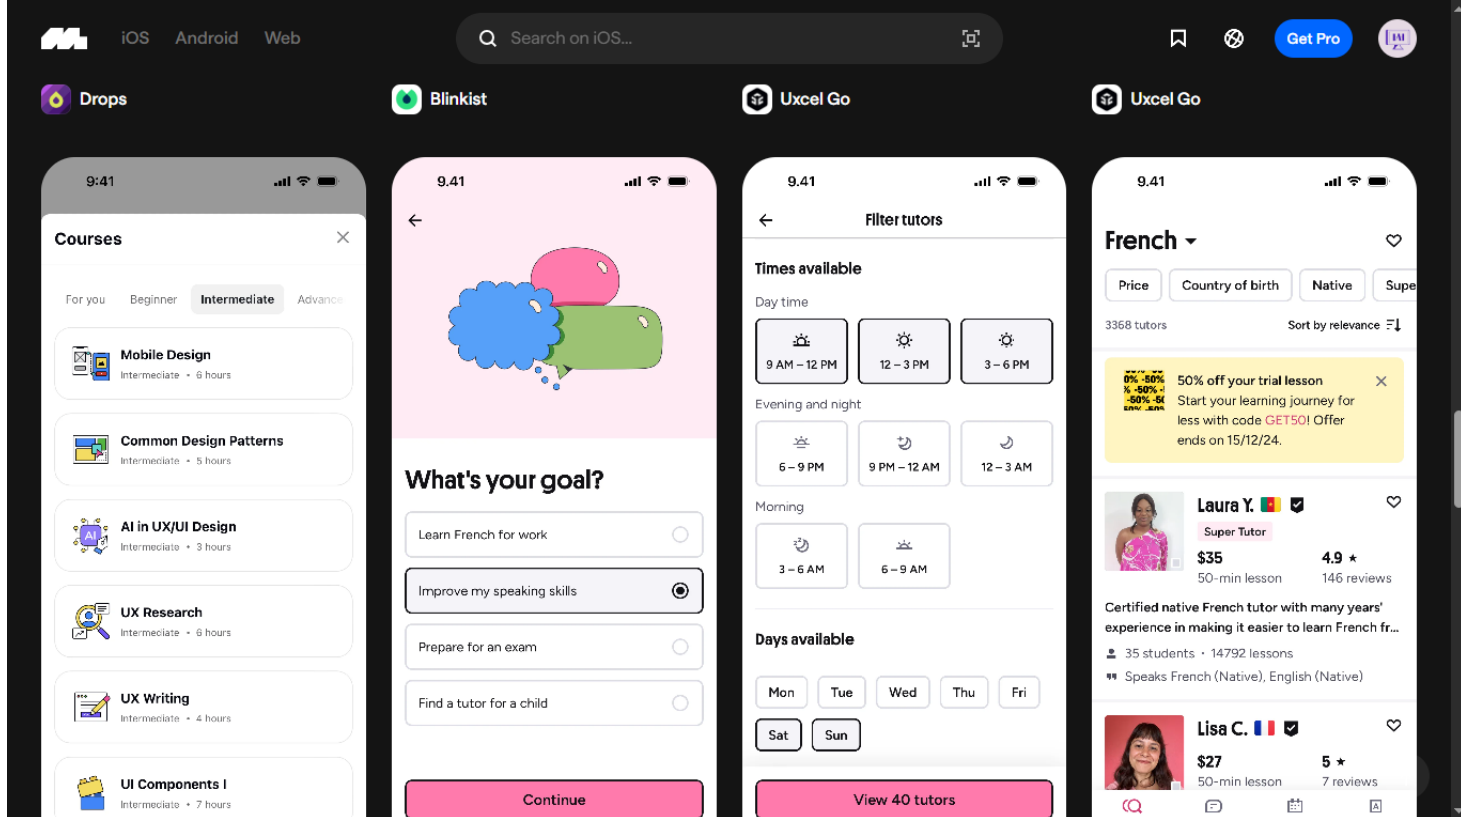 iOS Android Web
Search on iOS...
Get Pro
Drops
Blinkist
Uxcel Go
Uxcel Go
9:41
Courses
For you Beginner Intermediate Advance
Mobile Design
Intermediate • 6 hours
Common Design Patterns
Intermediate • 5 hours
AI
AI in UX/UI Design
Intermediate • 3 hours
UX Research
Intermediate • 6 hours
UX Writing
Intermediate • 4 hours
UI Components I
Intermediate • 7 hours
9.41
What's your goal?
Learn French for work
Improve my speaking skills
Prepare for an exam
Find a tutor for a child
Continue
9.41
Filter tutors
Times available
Day time
9 AM – 12 PM 12 – 3 PM 3 – 6 PM
Evening and night
6 – 9 PM 9 PM – 12 AM 12 – 3 AM
Morning
3 – 6 AM 6 – 9 AM
Days available
Mon Tue Wed Thu Fri
Sat Sun
View 40 tutors
9.41
French
Price Country of birth Native Supe
3368 tutors Sort by relevance
0% -50%
% -50% -
-50% -50
50% off your trial lesson
Start your learning journey for
less with code GET50! Offer
ends on 15/12/24.
Laura Y.
Super Tutor
$35 4.9 ★
50-min lesson 146 reviews
Certified native French tutor with many years'
experience in making it easier to learn French fr...
35 students • 14792 lessons
Speaks French (Native), English (Native)
Lisa C.
$27 5 ★
50-min lesson 7 reviews
A